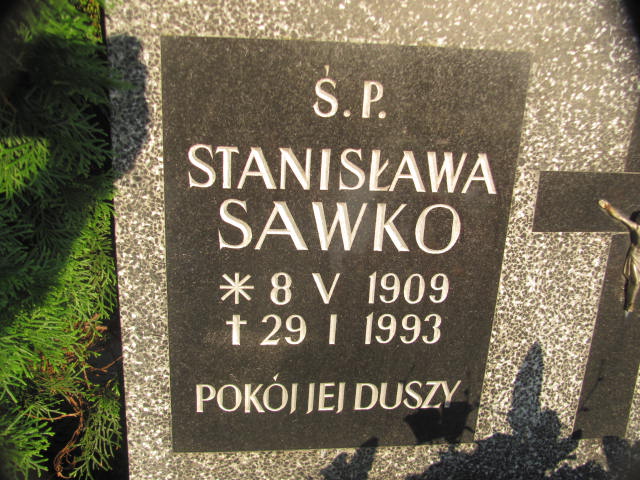 Ś.P.
STANISŁAWA
SAWKO
* 8 V 1909
✝ 29 I 1993
POKÓJ JEJ DUSZY